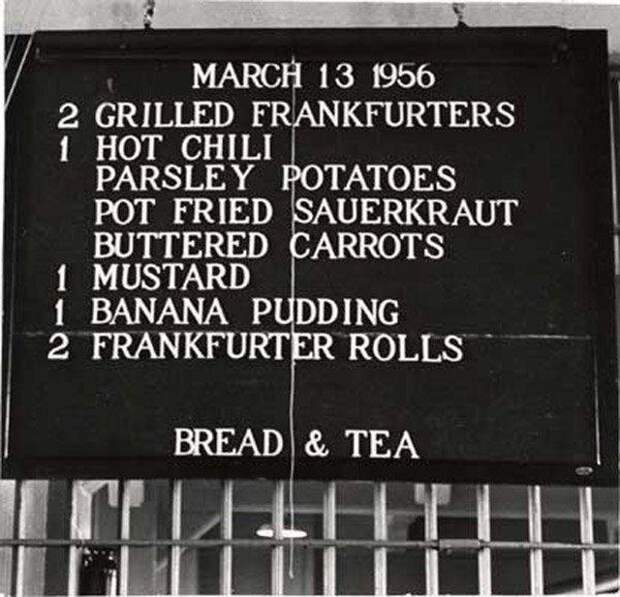 MARCH 13 1956
2 GRILLED FRANKFURTERS
1 HOT CHILI
PARSLEY POTATOES
POT FRIED SAUERKRAUT
BUTTERED CARROTS
1 MUSTARD
1 BANANA PUDDING
2 FRANKFURTER ROLLS
BREAD & TEA